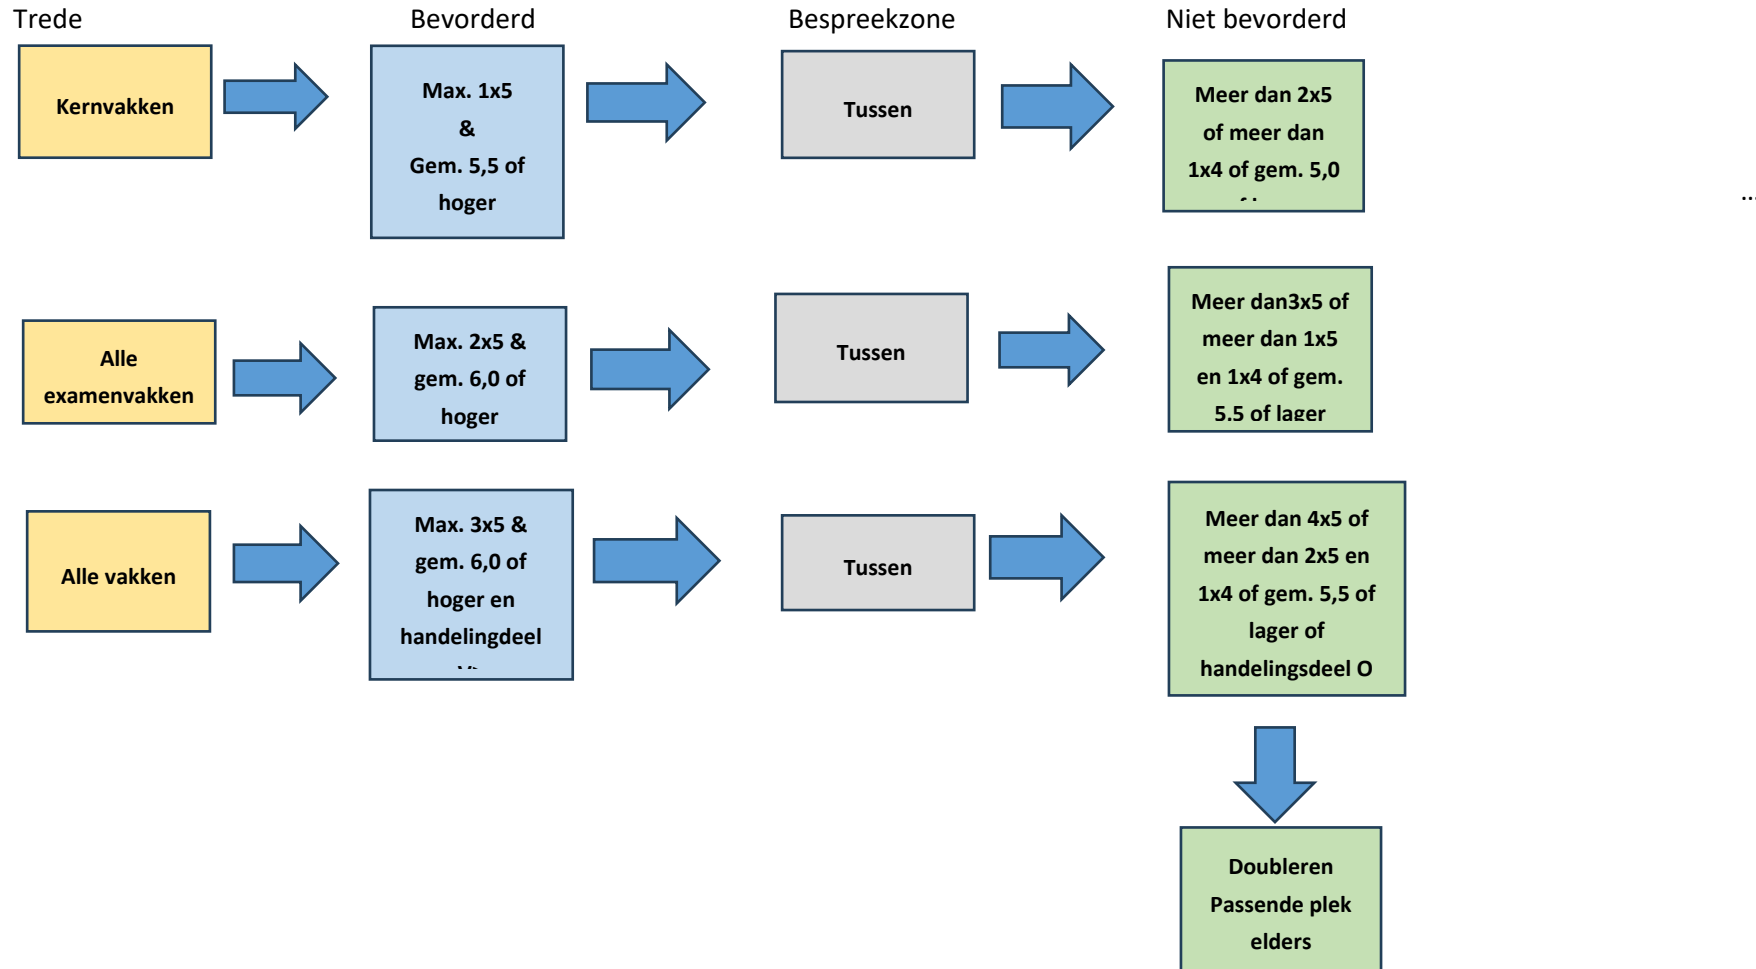 Trede
Bevorderd
Bespreekzone
Niet bevorderd
Kernvakken
Max. 1x5
&
Gem. 5,5 of
hoger
Tussen
Meer dan 2x5
of meer dan
1x4 of gem. 5,0
...
Alle
examenvakken
Max. 2x5 &
gem. 6,0 of
hoger
Tussen
Meer dan3x5 of
meer dan 1x5
en 1x4 of gem.
5.5 of lager
Alle vakken
Max. 3x5 &
gem. 6,0 of
hoger en
handelingdeel
Tussen
Meer dan 4x5 of
meer dan 2x5 en
1x4 of gem. 5,5 of
lager of
handelingsdeel O
Doubleren
Passende plek
elders